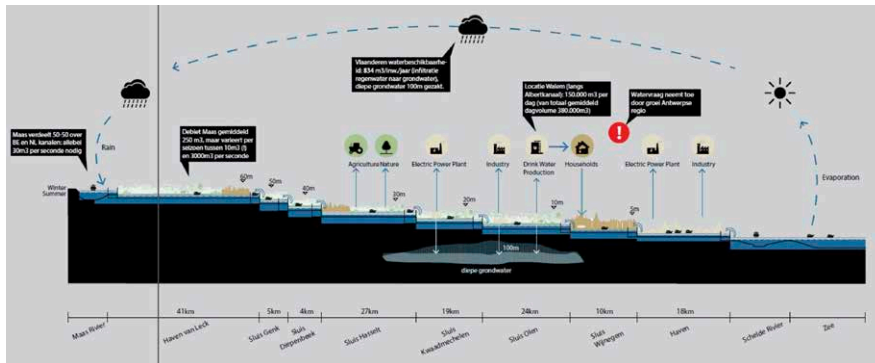 Vlaanderen waterbeschikbaarhe-
id: 834 m3/inw./jaar (infiltratie
regenwater naar grondwater),
diepe grondwater 100m gezakt.
Locatie Walem (langs
Albertkanaal): 150.000 m3 per
dag (van totaal gemiddeld
dagvolume 380.000m3)
Watervraag neemt toe
door groei Antwerpse
regio
Maas verdeelt 50-50 over
BE en NL kanalen: allebei
30m3 per seconde nodig
Rain
Debiet Maas gemiddeld
250 m3, maar varieert per
seizoen tussen 10m3 (!)
en 3000m3 per seconde
Agriculture
Nature
Electric Power Plant
Industry
Drink Water
Production
Households
Electric Power Plant
Industry
Evaporation
Winter
Summer
60m
50m
40m
30m
20m
10m
5m
100m
diepe grondwater
41km
5km
4km
27km
19km
24km
10km
18km
Maas Rivier
Haven van Leck
Sluis Genk
Sluis
Diepenbeek
Sluis Hasselt
Sluis
Kwaadmechelen
Sluis Olen
Sluis
Wijnegem
Haven
Schelde Rivier
Zee